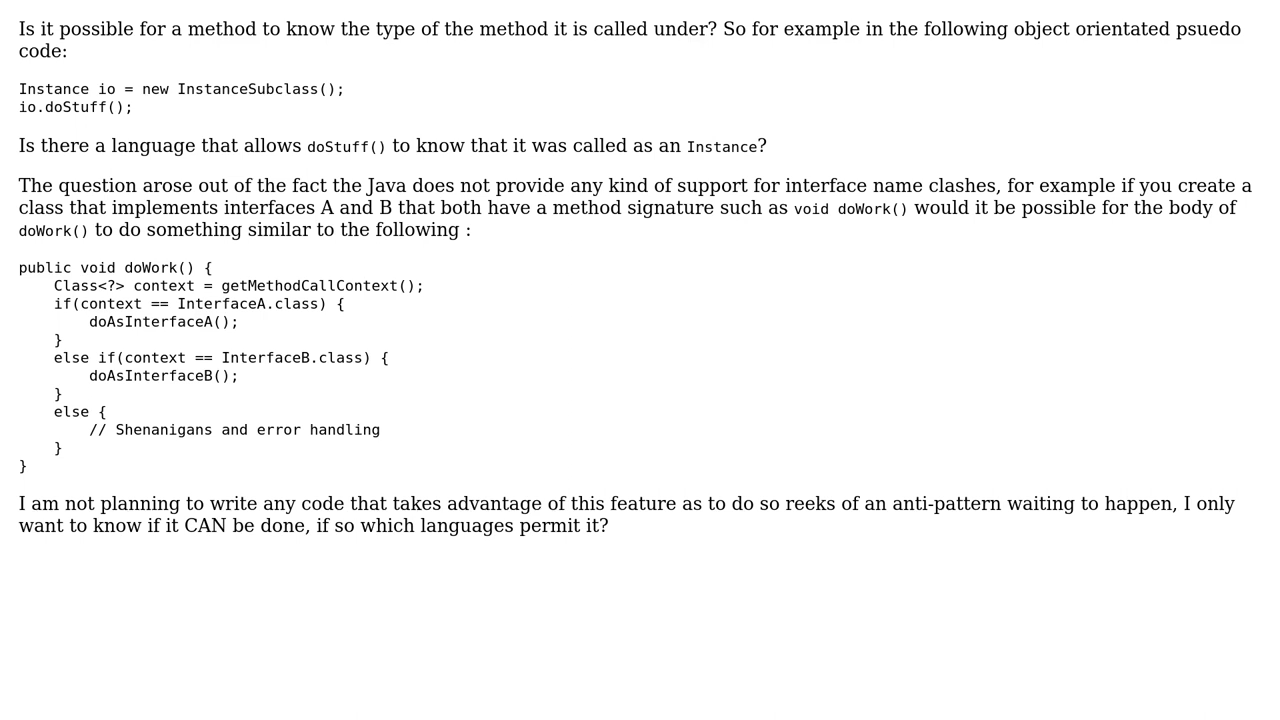 Is it possible for a method to know the type of the method it is called under? So for example in the following object orientated psuedo
code:
Instance io = new InstanceSubclass();
io.doStuff();
Is there a language that allows doStuff() to know that it was called as an Instance?
The question arose out of the fact the Java does not provide any kind of support for interface name clashes, for example if you create a
class that implements interfaces A and B that both have a method signature such as void doWork() would it be possible for the body of
doWork() to do something similar to the following :
public void doWork() {
    Class<?> context = getMethodCallContext();
    if(context == InterfaceA.class) {
        doAsInterfaceA();
    }
    else if(context == InterfaceB.class) {
        doAsInterfaceB();
    }
    else {
        // Shenanigans and error handling
    }
}
I am not planning to write any code that takes advantage of this feature as to do so reeks of an anti-pattern waiting to happen, I only
want to know if it CAN be done, if so which languages permit it?